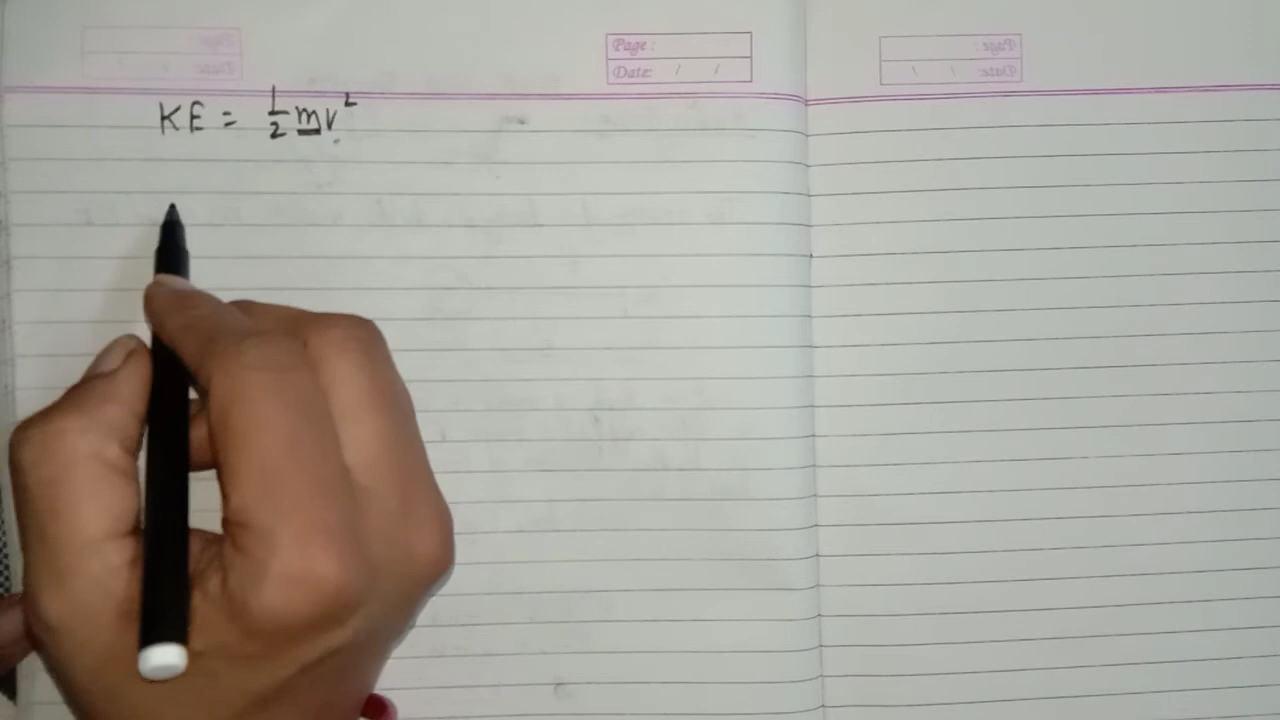 Page :
Date: / /
KE = 1/2 mv²